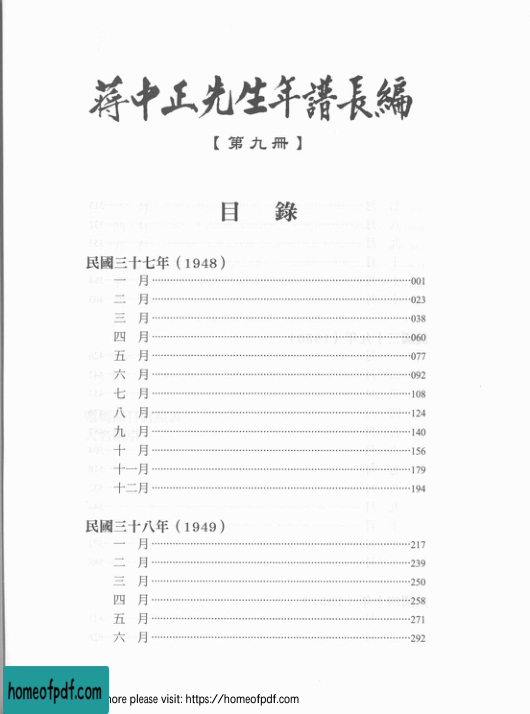 蔣中正先生年譜長編
【第九冊】
目 錄
民國三十七年（1948）
一 月……001
二 月……023
三 月……038
四 月……060
五 月……077
六 月……092
七 月……108
八 月……124
九 月……140
十 月……156
十一月……179
十二月……194
民國三十八年（1949）
一 月……217
二 月……239
三 月……250
四 月……258
五 月……271
六 月……292
homeofpdf.com
ore please visit: https://homeofpdf.com